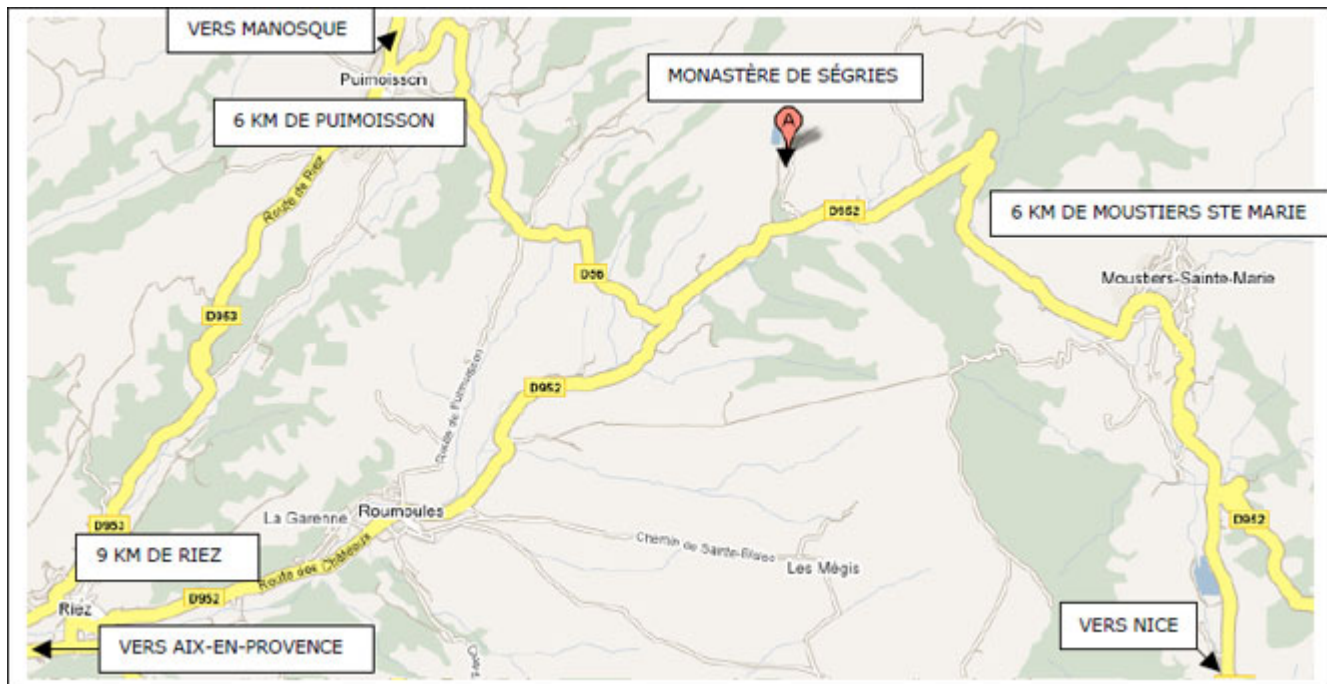 VERS MANOSQUE
Puimoisson
MONASTÈRE DE SÉGRIES
A
6 KM DE PUIMOISSON
Route de Riez
D952
6 KM DE MOUSTIERS STE MARIE
D56
Moustiers-Sainte-Marie
D953
Route de Puimoisson
D952
La Garenne
Roumoules
D953
D952
9 KM DE RIEZ
Chemin de Sainte-Blaise
Les Mégis
Route des Châteaux
D952
Riez
VERS NICE
VERS AIX-EN-PROVENCE